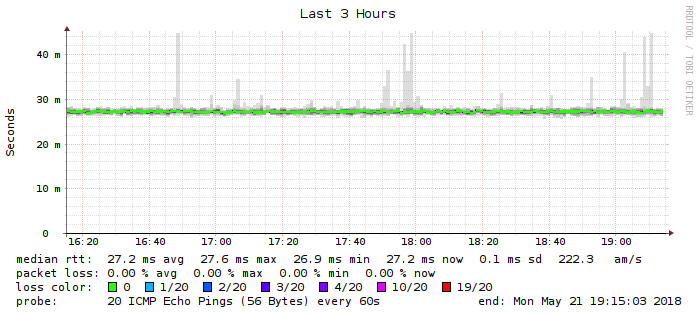 Last 3 Hours
RRDTOOL / TOBI OETIKER
Seconds
40 m
30 m
20 m
10 m
0
16:20 16:40 17:00 17:20 17:40 18:00 18:20 18:40 19:00
median rtt: 27.2 ms avg 27.6 ms max 26.9 ms min 27.2 ms now 0.1 ms sd 222.3 am/s
packet loss: 0.00 % avg 0.00 % max 0.00 % min 0.00 % now
loss color: 0 1/20 2/20 3/20 4/20 10/20 19/20
probe: 20 ICMP Echo Pings (56 Bytes) every 60s end: Mon May 21 19:15:03 2018